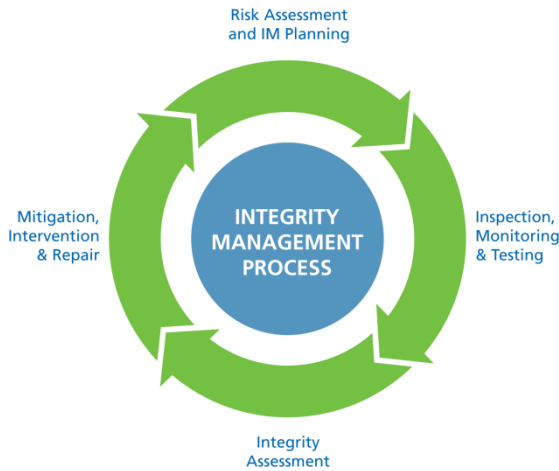 Risk Assessment
and IM Planning
Mitigation,
Intervention
& Repair
INTEGRITY
MANAGEMENT
PROCESS
Inspection,
Monitoring
& Testing
Integrity
Assessment